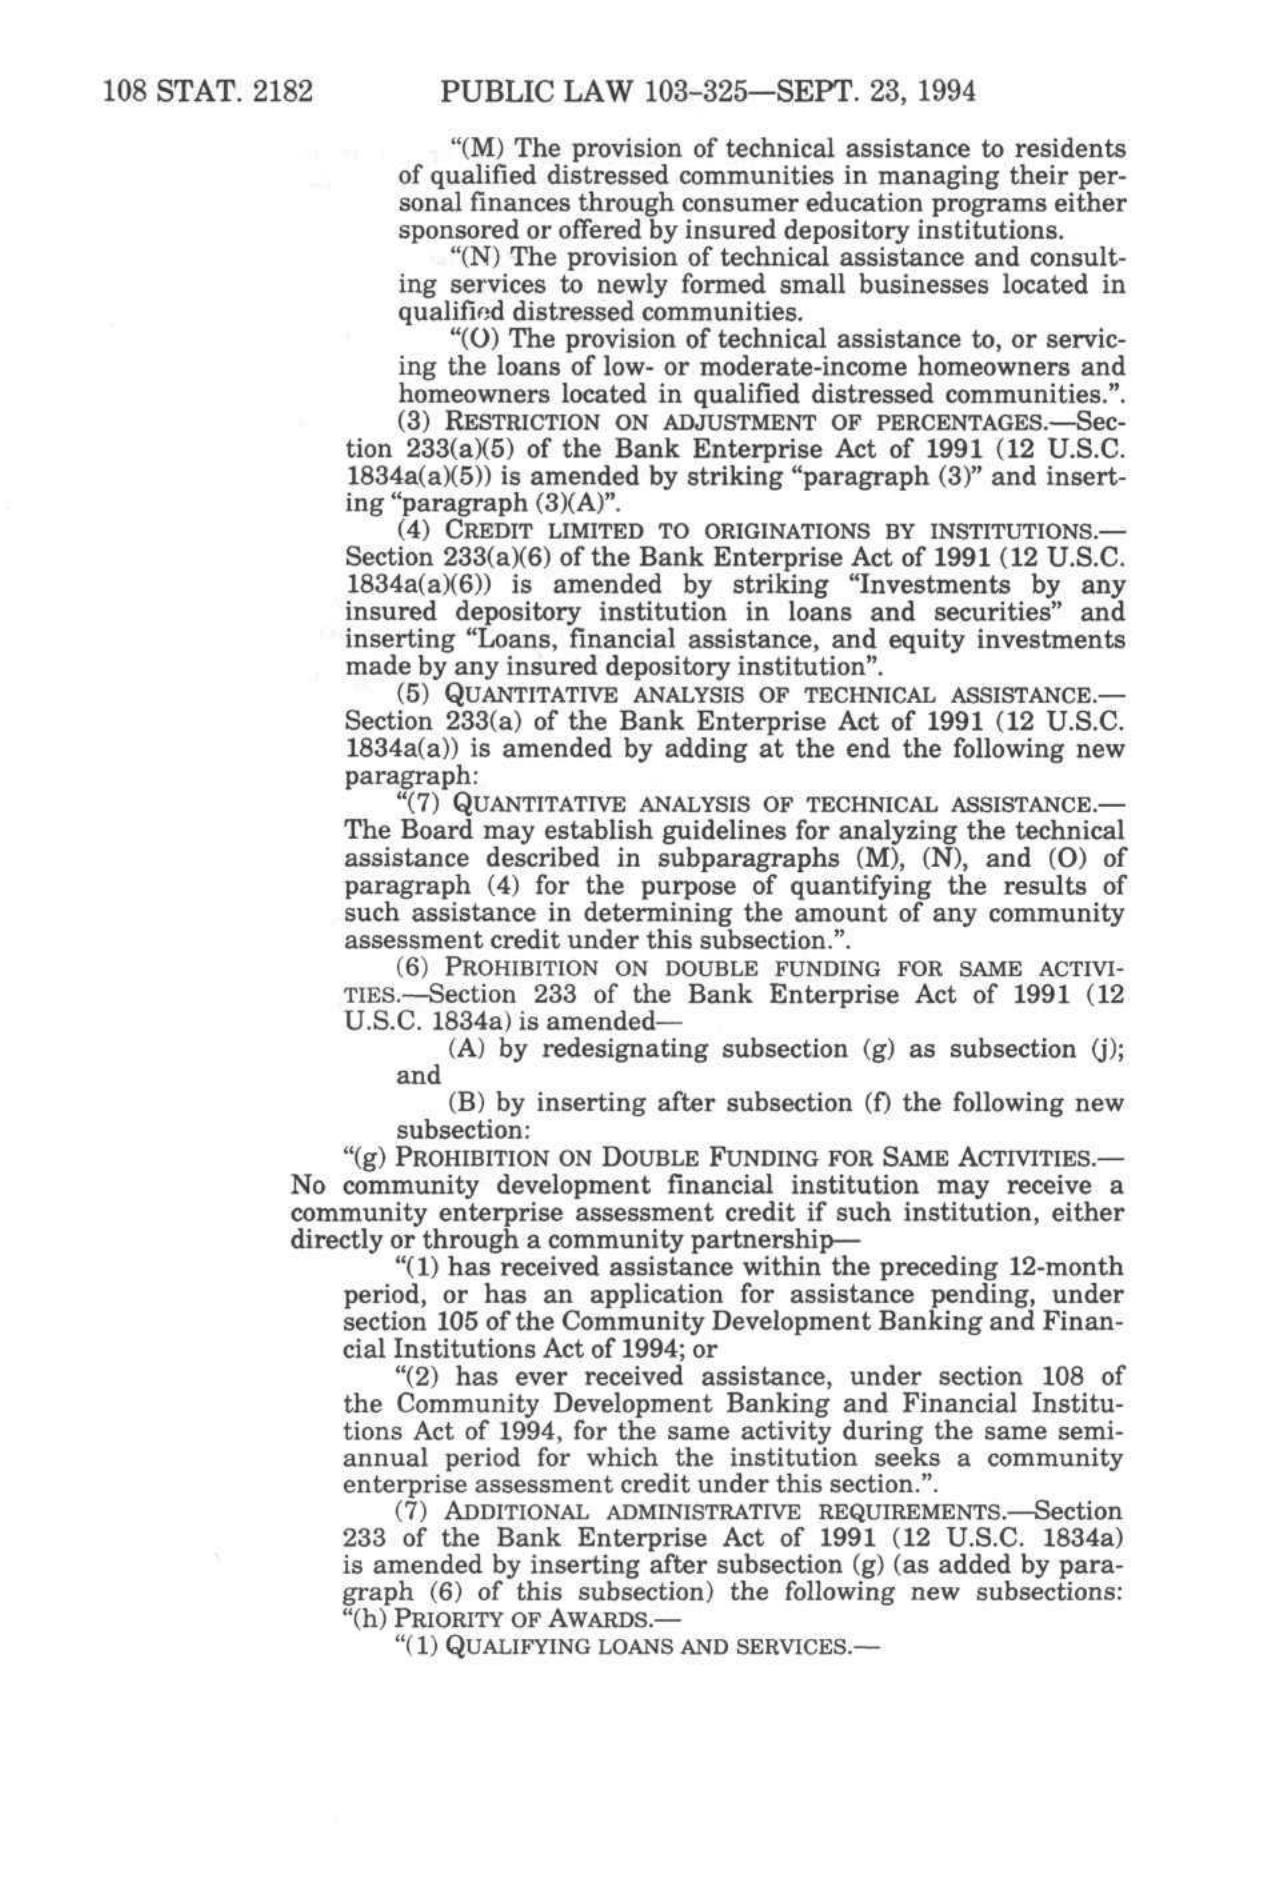 108 STAT. 2182 PUBLIC LAW 103–325—SEPT. 23, 1994
“(M) The provision of technical assistance to residents
of qualified distressed communities in managing their per-
sonal finances through consumer education programs either
sponsored or offered by insured depository institutions.
“(N) The provision of technical assistance and consult-
ing services to newly formed small businesses located in
qualified distressed communities.
“(O) The provision of technical assistance to, or servic-
ing the loans of low- or moderate-income homeowners and
homeowners located in qualified distressed communities.”.
(3) RESTRICTION ON ADJUSTMENT OF PERCENTAGES.—Sec-
tion 233(a)(5) of the Bank Enterprise Act of 1991 (12 U.S.C.
1834a(a)(5)) is amended by striking “paragraph (3)” and insert-
ing “paragraph (3)(A)”.
(4) CREDIT LIMITED TO ORIGINATIONS BY INSTITUTIONS.—
Section 233(a)(6) of the Bank Enterprise Act of 1991 (12 U.S.C.
1834a(a)(6)) is amended by striking “Investments by any
insured depository institution in loans and securities” and
inserting “Loans, financial assistance, and equity investments
made by any insured depository institution”.
(5) QUANTITATIVE ANALYSIS OF TECHNICAL ASSISTANCE.—
Section 233(a) of the Bank Enterprise Act of 1991 (12 U.S.C.
1834a(a)) is amended by adding at the end the following new
paragraph:
“(7) QUANTITATIVE ANALYSIS OF TECHNICAL ASSISTANCE.—
The Board may establish guidelines for analyzing the technical
assistance described in subparagraphs (M), (N), and (O) of
paragraph (4) for the purpose of quantifying the results of
such assistance in determining the amount of any community
assessment credit under this subsection.”.
(6) PROHIBITION ON DOUBLE FUNDING FOR SAME ACTIVI-
TIES.—Section 233 of the Bank Enterprise Act of 1991 (12
U.S.C. 1834a) is amended—
(A) by redesignating subsection (g) as subsection (j);
and
(B) by inserting after subsection (f) the following new
subsection:
“(g) PROHIBITION ON DOUBLE FUNDING FOR SAME ACTIVITIES.—
No community development financial institution may receive a
community enterprise assessment credit if such institution, either
directly or through a community partnership—
“(1) has received assistance within the preceding 12-month
period, or has an application for assistance pending, under
section 105 of the Community Development Banking and Finan-
cial Institutions Act of 1994; or
“(2) has ever received assistance, under section 108 of
the Community Development Banking and Financial Institu-
tions Act of 1994, for the same activity during the same semi-
annual period for which the institution seeks a community
enterprise assessment credit under this section.”.
(7) ADDITIONAL ADMINISTRATIVE REQUIREMENTS.—Section
233 of the Bank Enterprise Act of 1991 (12 U.S.C. 1834a)
is amended by inserting after subsection (g) (as added by para-
graph (6) of this subsection) the following new subsections:
“(h) PRIORITY OF AWARDS.—
“(1) QUALIFYING LOANS AND SERVICES.—